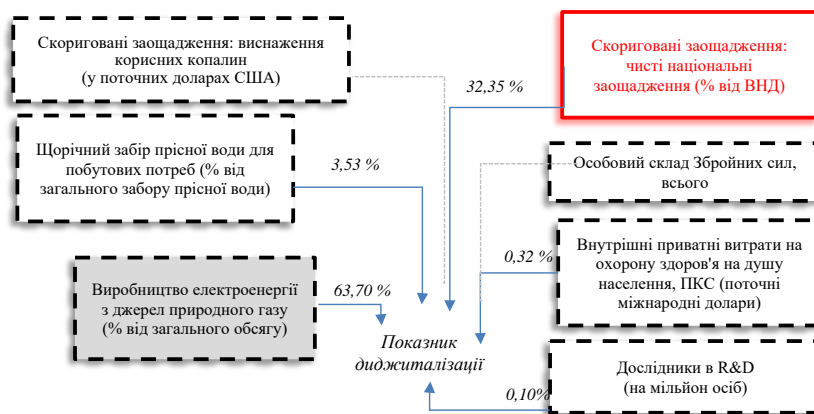 Скориговані заощадження: виснаження
корисних копалин
(у поточних доларах США)
Скориговані заощадження:
чисті національні
заощадження (% від ВНД)
32,35 %
Щорічний забір прісної води для
побутових потреб (% від
загального забору прісної води)
3,53 %
Особовий склад Збройних сил,
всього
Внутрішні приватні витрати на
охорону здоров'я на душу
населення, ПКС (поточні
міжнародні долари)
0,32 %
Виробництво електроенергії
з джерел природного газу
(% від загального обсягу)
63,70 %
Показник
диджиталізації
Дослідники в R&D
(на мільйон осіб)
0,10%